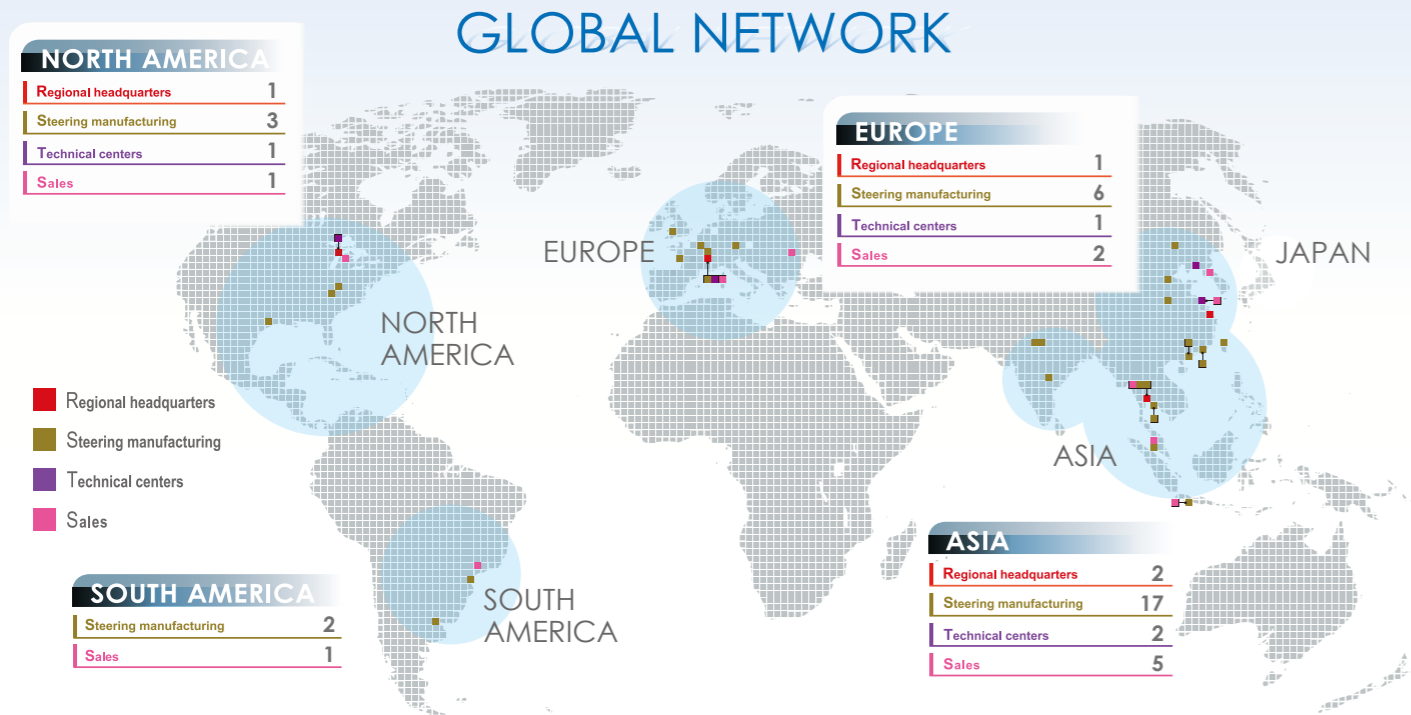 GLOBAL NETWORK
NORTH AMERICA
Regional headquarters 1
Steering manufacturing 3
Technical centers 1
Sales 1
EUROPE
Regional headquarters 1
Steering manufacturing 6
Technical centers 1
Sales 2
EUROPE
JAPAN
NORTH
AMERICA
Regional headquarters
Steering manufacturing
Technical centers
Sales
ASIA
SOUTH AMERICA
Steering manufacturing 2
Sales 1
SOUTH
AMERICA
ASIA
Regional headquarters 2
Steering manufacturing 17
Technical centers 2
Sales 5